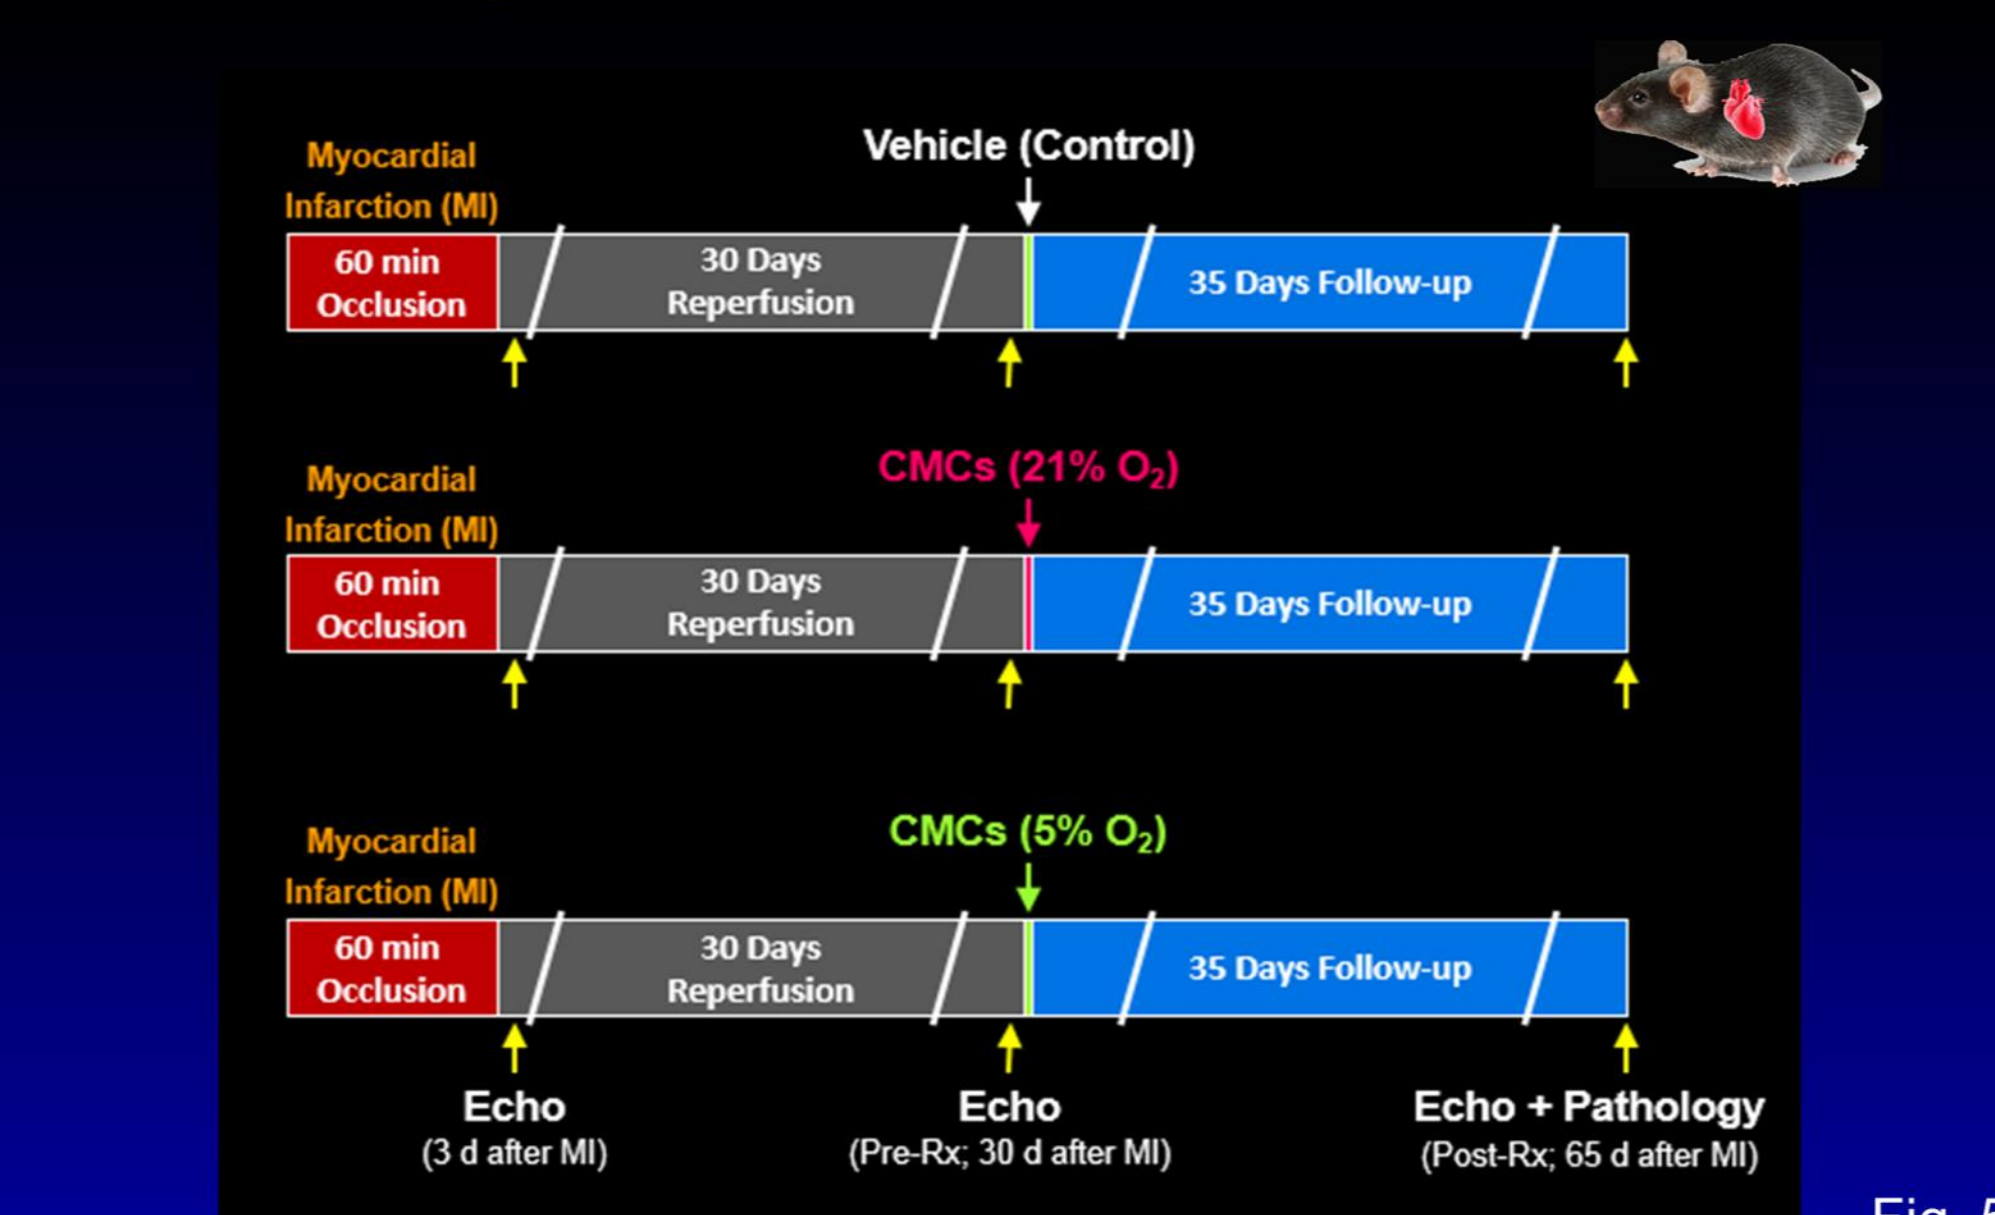 Vehicle (Control)
Myocardial
Infarction (MI)
60 min
Occlusion
30 Days
Reperfusion
35 Days Follow-up
CMCs (21% O₂)
Myocardial
Infarction (MI)
60 min
Occlusion
30 Days
Reperfusion
35 Days Follow-up
CMCs (5% O₂)
Myocardial
Infarction (MI)
60 min
Occlusion
30 Days
Reperfusion
35 Days Follow-up
Echo
(3 d after MI)
Echo
(Pre-Rx; 30 d after MI)
Echo + Pathology
(Post-Rx; 65 d after MI)